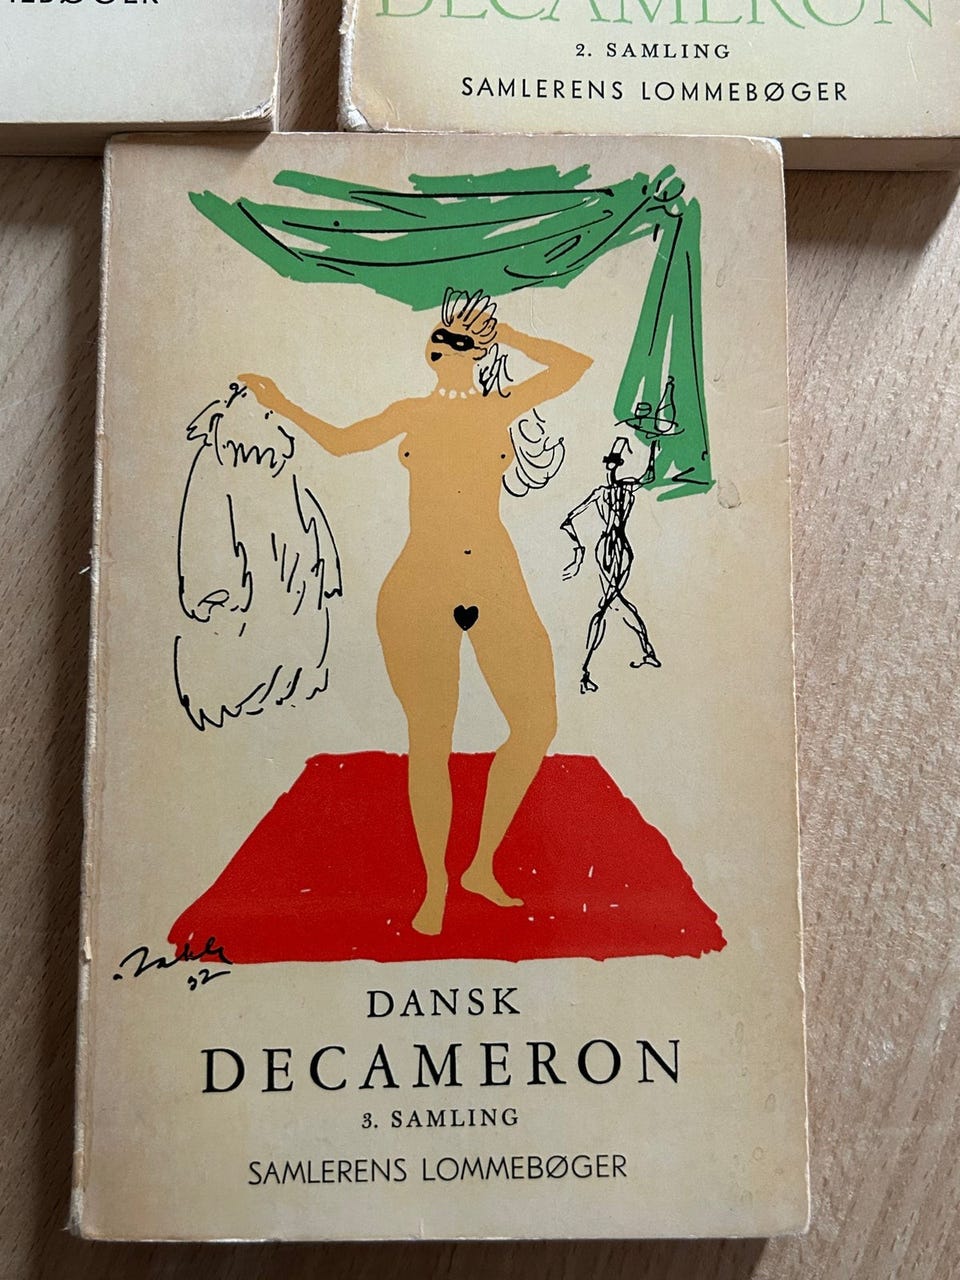 DECAMERON
2. SAMLING
SAMLERENS LOMMEBØGER
DANSK
DECAMERON
3. SAMLING
SAMLERENS LOMMEBØGER